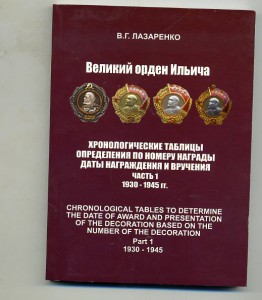 В.Г. ЛАЗАРЕНКО
Великий орден Ильича
ХРОНОЛОГИЧЕСКИЕ ТАБЛИЦЫ
ОПРЕДЕЛЕНИЯ ПО НОМЕРУ НАГРАДЫ
ДАТЫ НАГРАЖДЕНИЯ И ВРУЧЕНИЯ
ЧАСТЬ 1
1930 - 1945 гг.
CHRONOLOGICAL TABLES TO DETERMINE
THE DATE OF AWARD AND PRESENTATION
OF THE DECORATION BASED ON THE
NUMBER OF THE DECORATION
Part 1
1930 - 1945